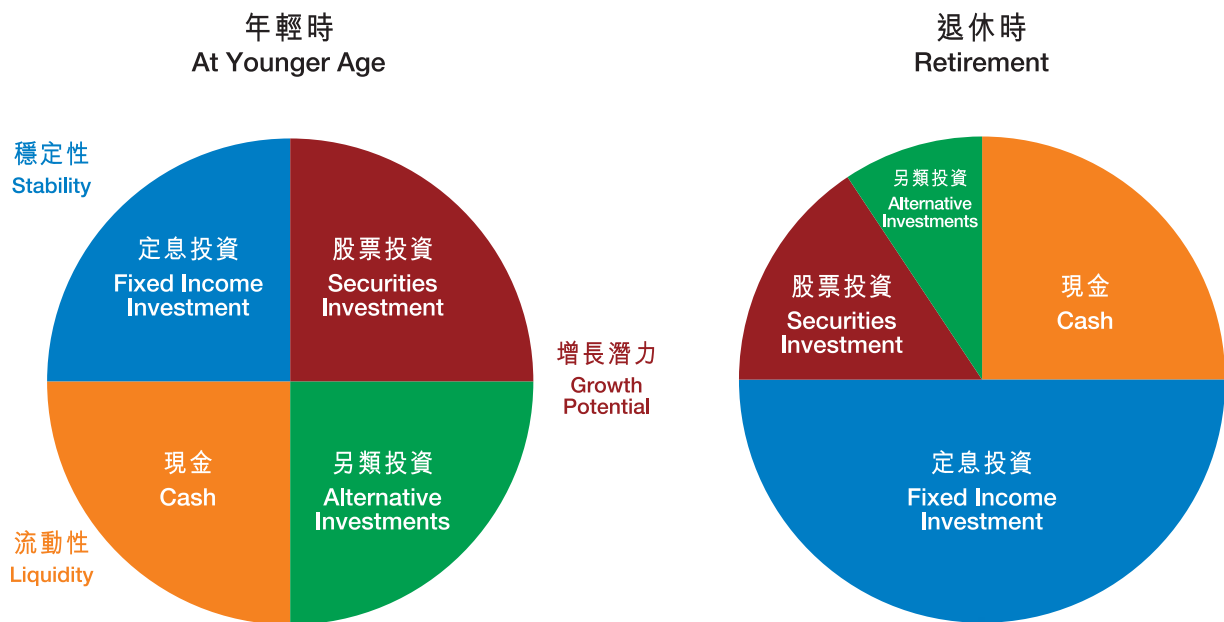 年輕時
At Younger Age
穩定性
Stability
定息投資
Fixed Income
Investment
股票投資
Securities
Investment
增長潛力
Growth
Potential
現金
Cash
另類投資
Alternative
Investments
流動性
Liquidity
退休時
Retirement
另類投資
Alternative
Investments
股票投資
Securities
Investment
現金
Cash
定息投資
Fixed Income
Investment